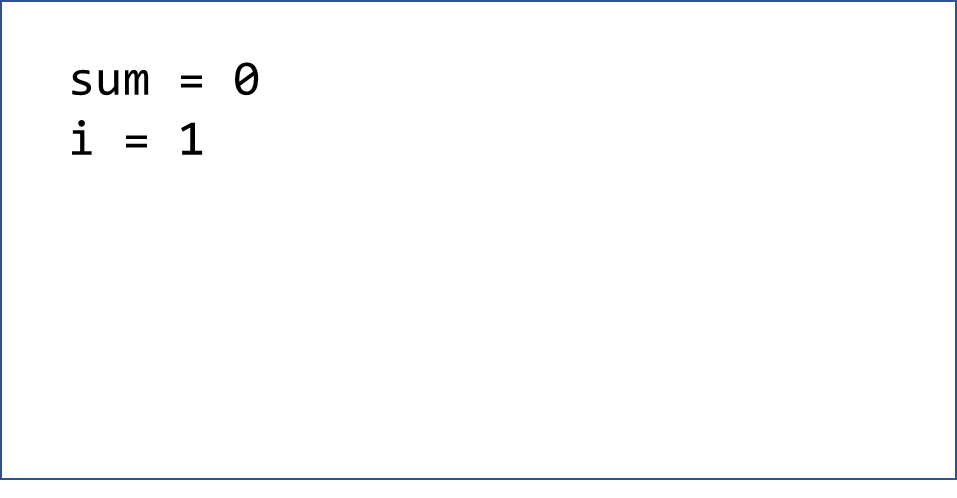 sum = 0
i = 1